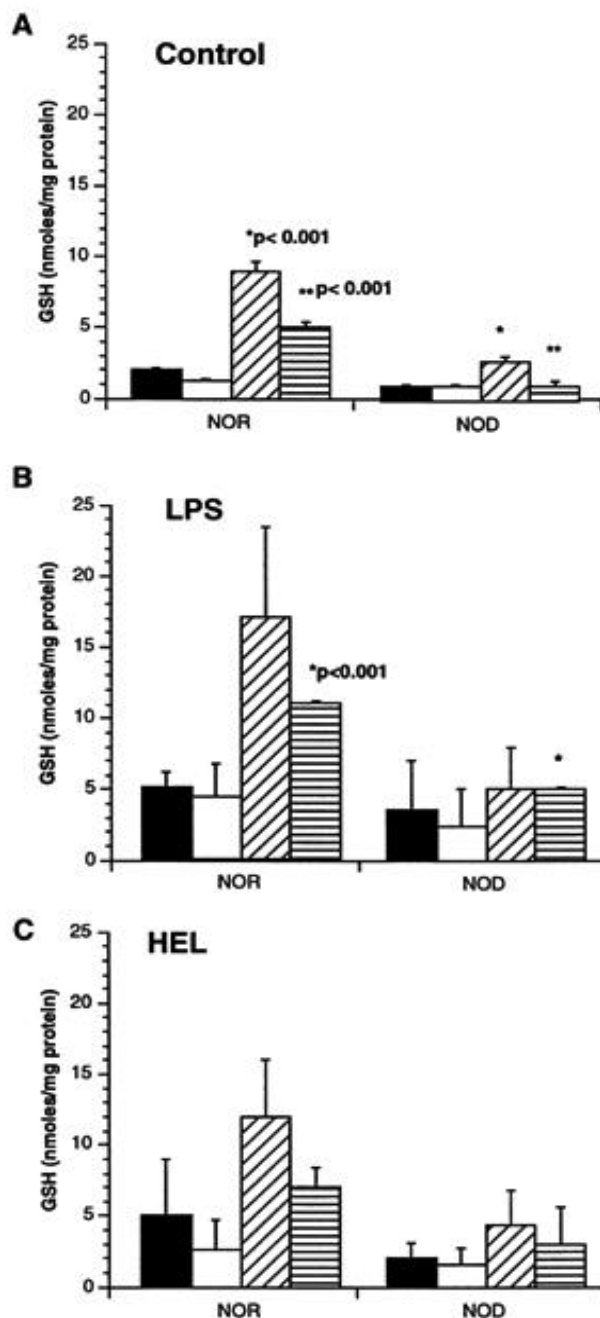 A
Control
25
20
15
10
5
0
GSH (nmoles/mg protein)
*p< 0.001
**p< 0.001
*
**
NOR
NOD
B
LPS
25
20
15
10
5
0
GSH (nmoles/mg protein)
*p<0.001
*
NOR
NOD
C
HEL
25
20
15
10
5
0
GSH (nmoles/mg protein)
NOR
NOD